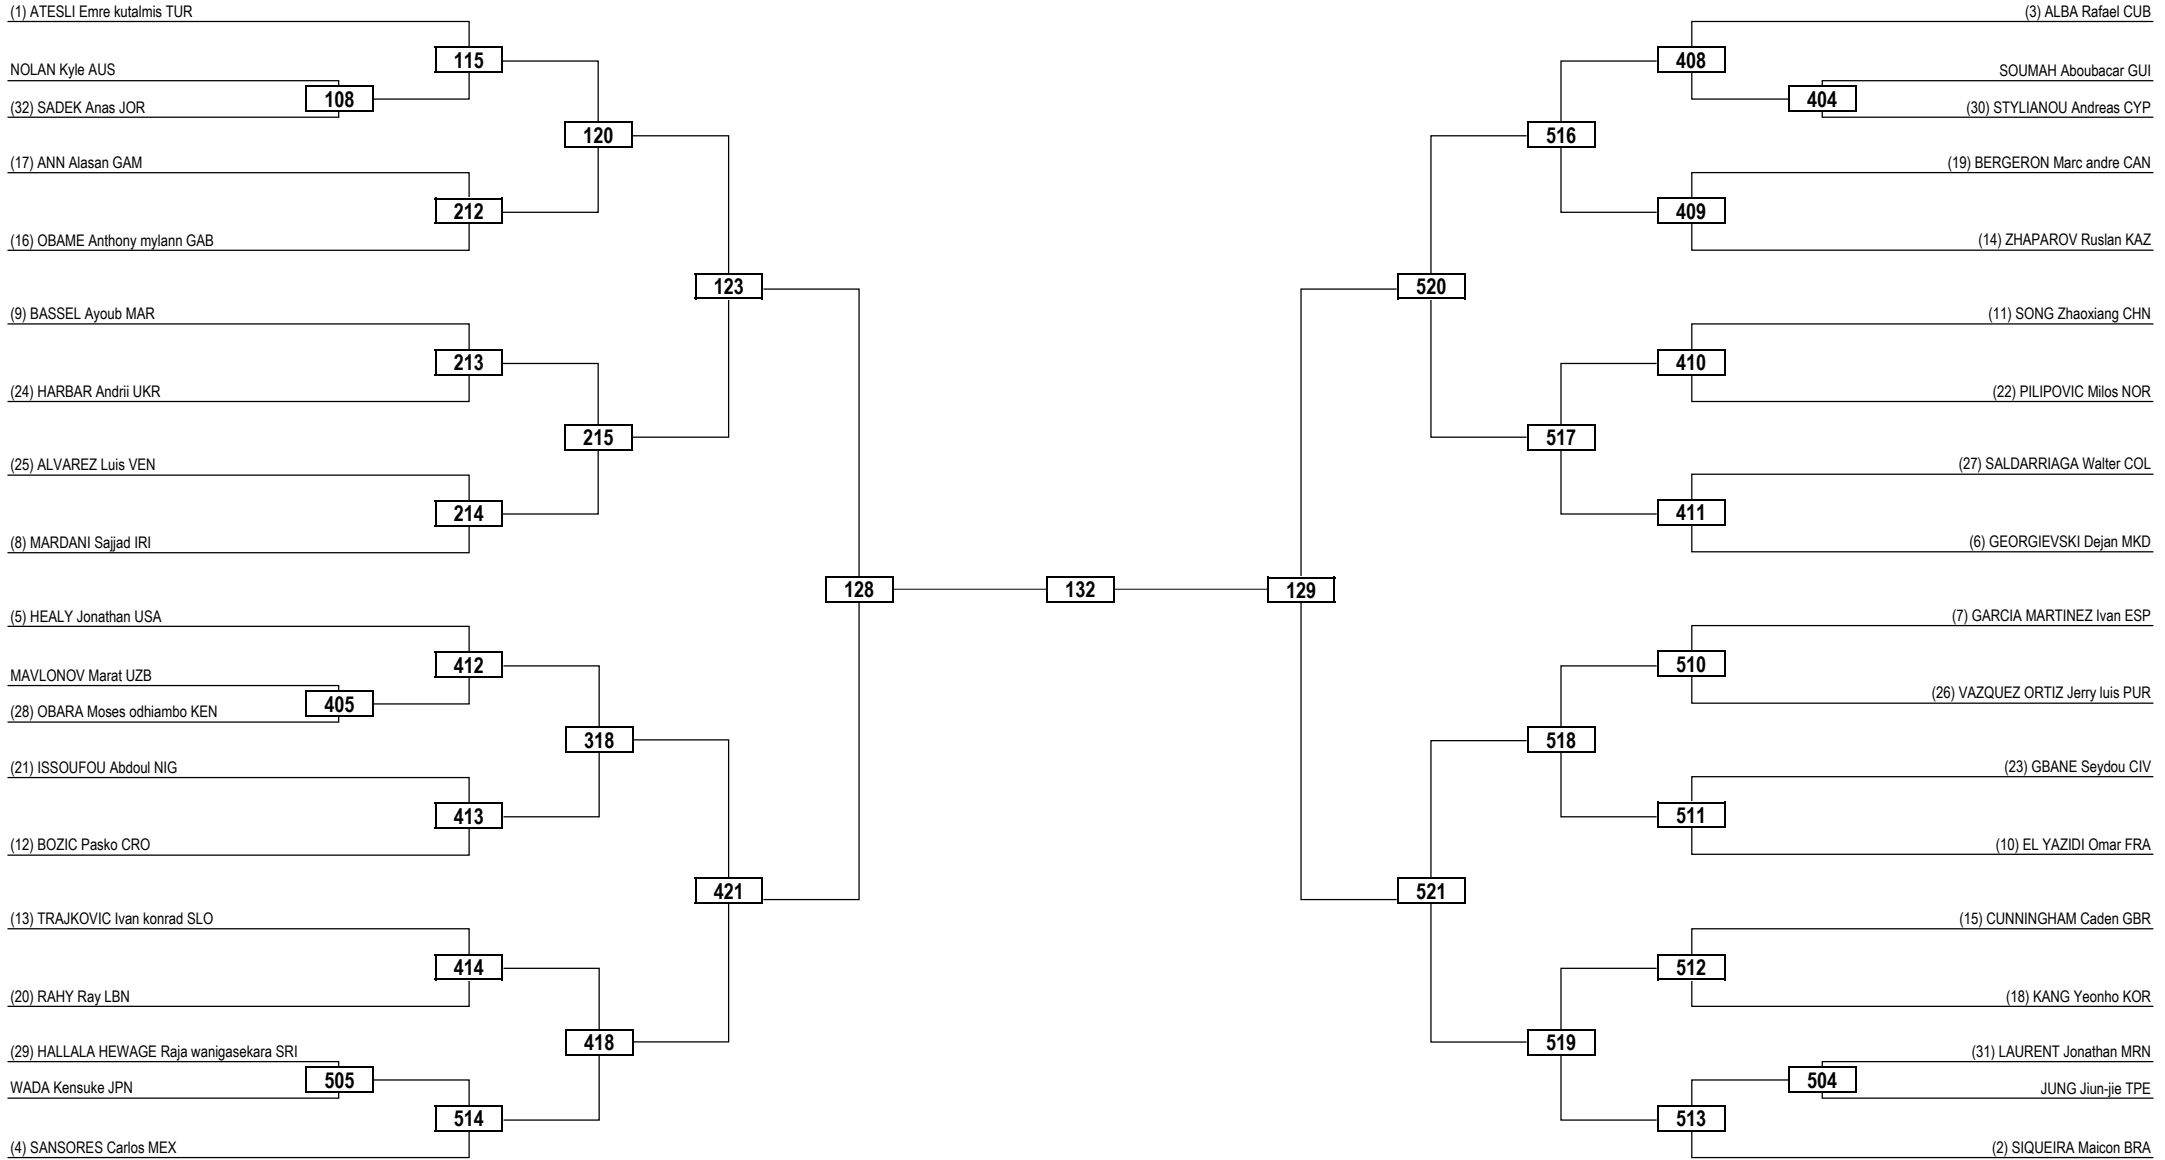 (1) ATESLI Emre kutalmis TUR
115
NOLAN Kyle AUS
108
(32) SADEK Anas JOR
120
(17) ANN Alasan GAM
212
(16) OBAME Anthony mylann GAB
123
(9) BASSEL Ayoub MAR
213
(24) HARBAR Andrii UKR
215
(25) ALVAREZ Luis VEN
214
(8) MARDANI Sajjad IRI
128
(5) HEALY Jonathan USA
412
MAVLONOV Marat UZB
405
(28) OBARA Moses odhiambo KEN
318
(21) ISSOUFOU Abdoul NIG
413
(12) BOZIC Pasko CRO
421
(13) TRAJKOVIC Ivan konrad SLO
414
(20) RAHY Ray LBN
418
(29) HALLALA HEWAGE Raja wanigasekara SRI
505
WADA Kensuke JPN
514
(4) SANSORES Carlos MEX
132
(3) ALBA Rafael CUB
408
SOUMAH Aboubacar GUI
404
(30) STYLIANOU Andreas CYP
516
(19) BERGERON Marc andre CAN
409
(14) ZHAPAROV Ruslan KAZ
520
(11) SONG Zhaoxiang CHN
410
(22) PILIPOVIC Milos NOR
517
(27) SALDARRIAGA Walter COL
411
(6) GEORGIEVSKI Dejan MKD
129
(7) GARCIA MARTINEZ Ivan ESP
510
(26) VAZQUEZ ORTIZ Jerry luis PUR
518
(23) GBANE Seydou CIV
511
(10) EL YAZIDI Omar FRA
521
(15) CUNNINGHAM Caden GBR
512
(18) KANG Yeonho KOR
519
(31) LAURENT Jonathan MRN
504
JUNG Jiun-jie TPE
513
(2) SIQUEIRA Maicon BRA